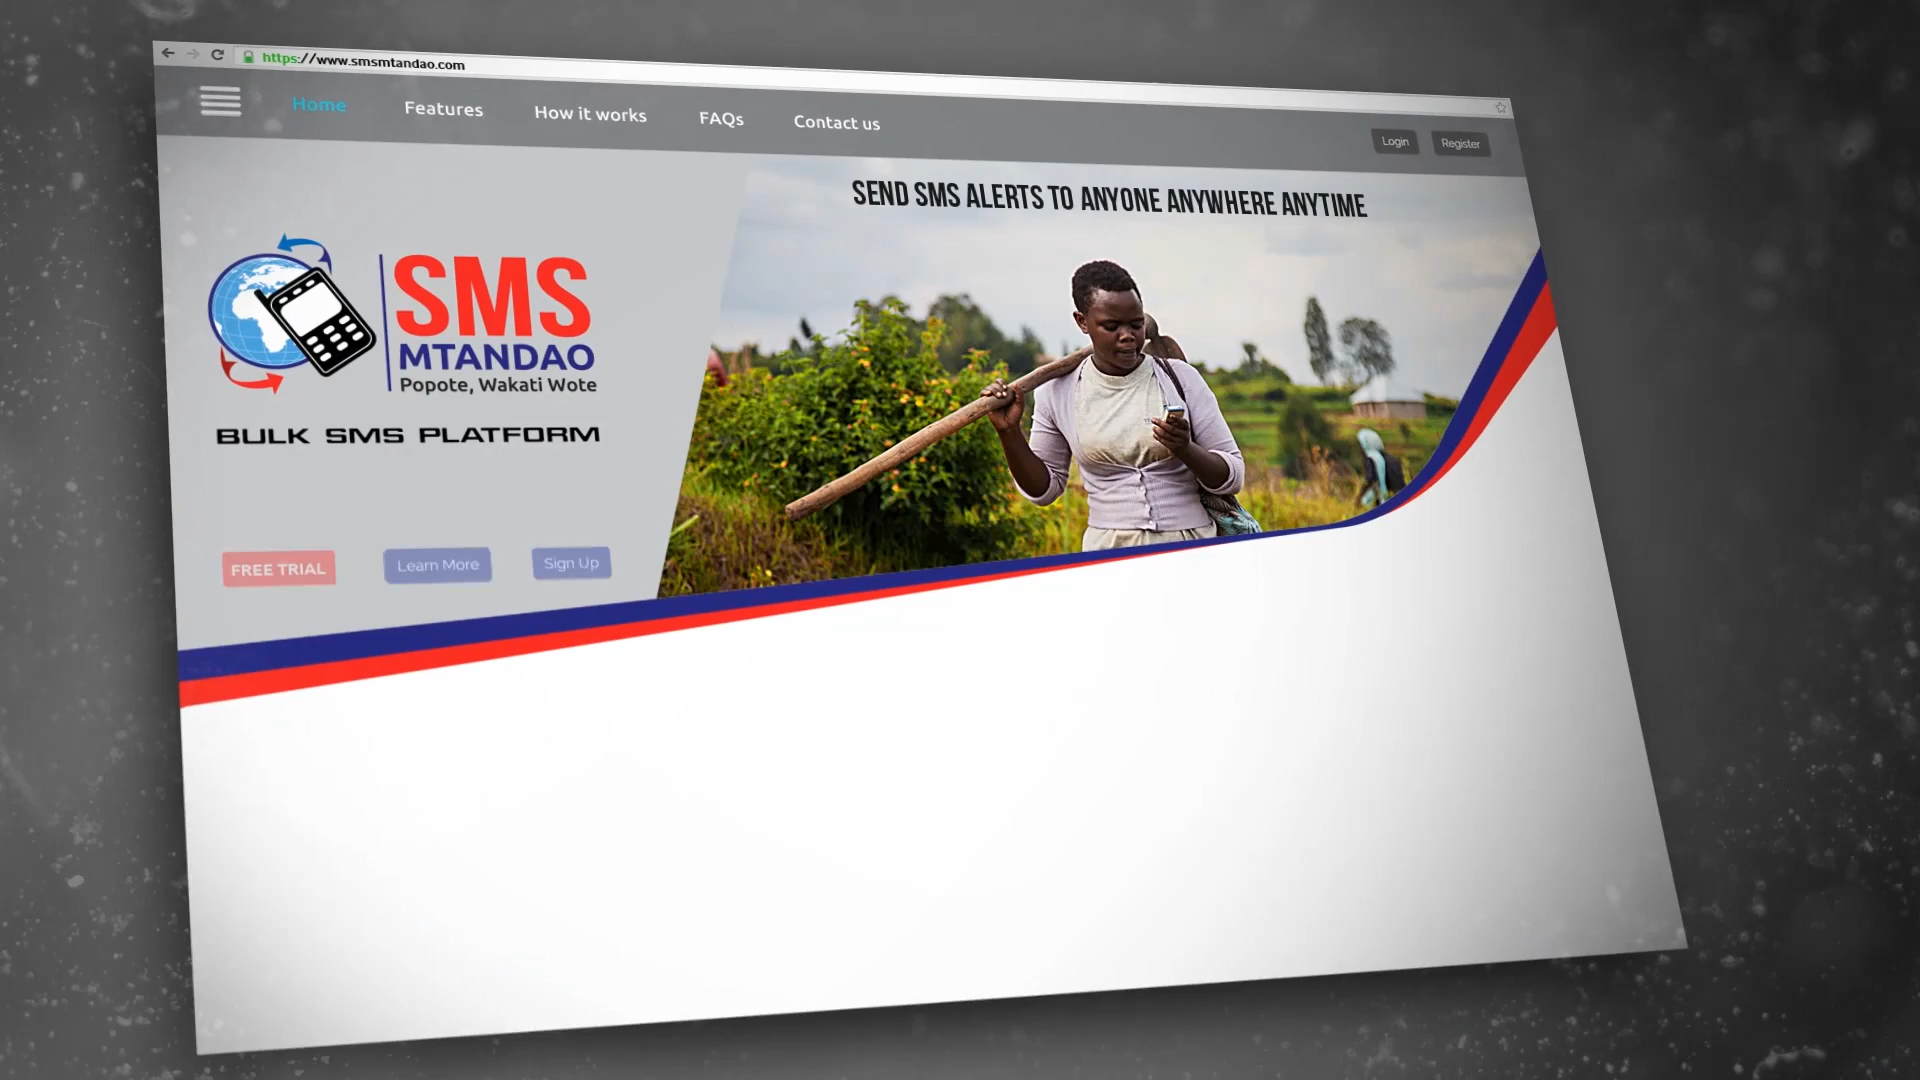 https://www.smsmtandao.com
Home Features How it works FAQs Contact us
Login Register
SEND SMS ALERTS TO ANYONE ANYWHERE ANYTIME
SMS
MTANDAO
Popote, Wakati Wote
BULK SMS PLATFORM
FREE TRIAL Learn More Sign Up